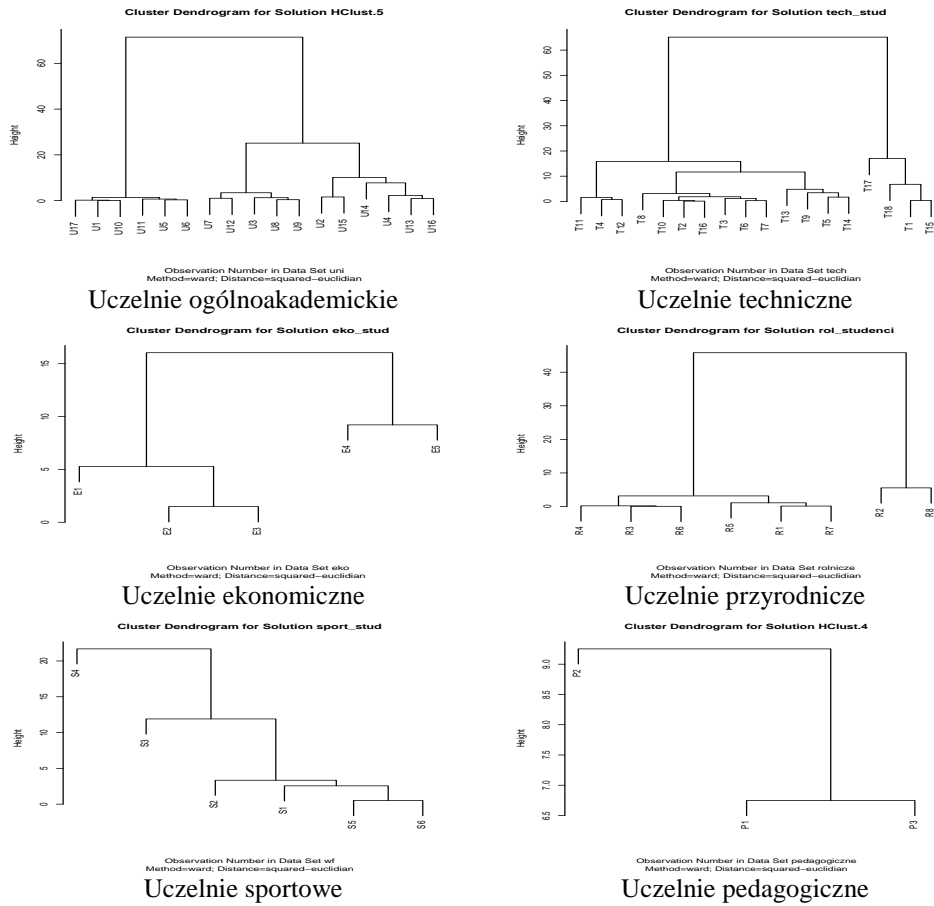 Cluster Dendrogram for Solution HClust.5
Height
0 20 40 60
U17 U1 U10 U11 U5 U6 U7 U12 U3 U8 U9 U2 U15 U14 U4 U13 U16
Observation Number in Data Set uni
Method=ward; Distance=squared-euclidian
Uczelnie ogólnoakademickie
Cluster Dendrogram for Solution tech_stud
Height
0 10 20 30 40 50 60
T11 T4 T12 T8 T10 T2 T16 T3 T6 T7 T13 T9 T5 T14 T17 T18 T1 T15
Observation Number in Data Set tech
Method=ward; Distance=squared-euclidian
Uczelnie techniczne
Cluster Dendrogram for Solution eko_stud
Height
0 5 10 15
E1 E2 E3 E4 E5
Observation Number in Data Set eko
Method=ward; Distance=squared-euclidian
Uczelnie ekonomiczne
Cluster Dendrogram for Solution rol_studenci
Height
0 10 20 30 40
R4 R3 R6 R5 R1 R7 R2 R8
Observation Number in Data Set rolnicze
Method=ward; Distance=squared-euclidian
Uczelnie przyrodnicze
Cluster Dendrogram for Solution sport_stud
Height
0 5 10 15 20
S4 S3 S2 S1 S5 S6
Observation Number in Data Set wf
Method=ward; Distance=squared-euclidian
Uczelnie sportowe
Cluster Dendrogram for Solution HClust.4
Height
6.5 7.0 7.5 8.0 8.5 9.0
P2 P1 P3
Observation Number in Data Set pedagogiczne
Method=ward; Distance=squared-euclidian
Uczelnie pedagogiczne